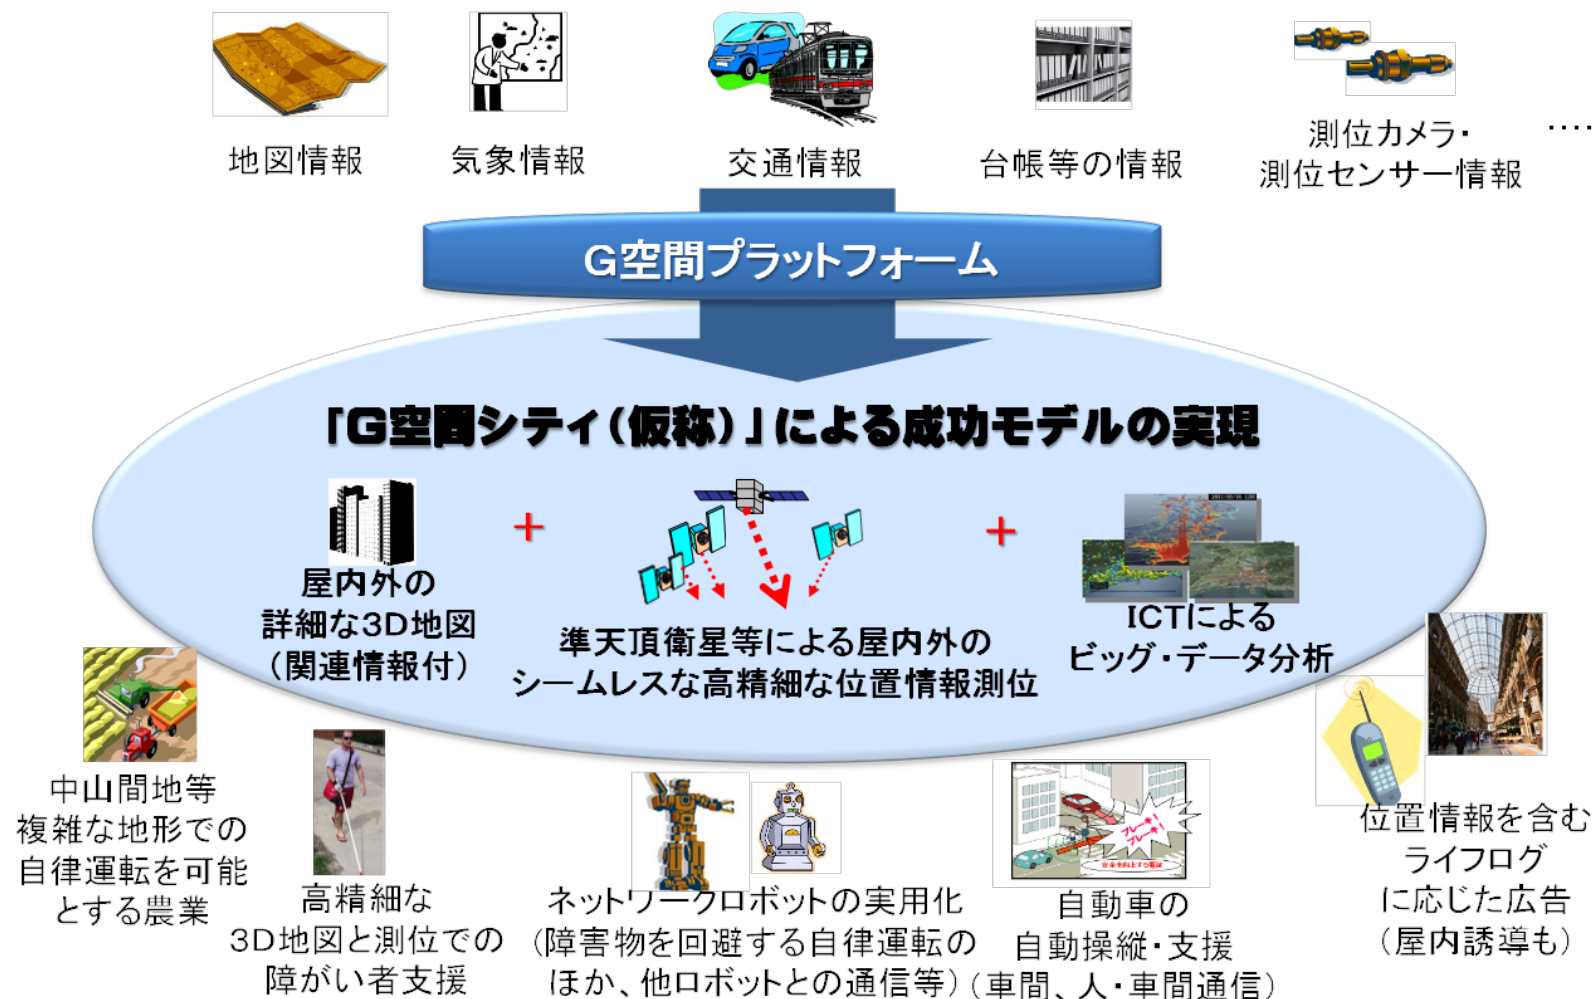 地図情報
気象情報
交通情報
台帳等の情報
測位カメラ・
測位センサー情報
‥‥
G空間プラットフォーム
「G空間シティ(仮称)」による成功モデルの実現
+
+
屋内外の
詳細な3D地図
(関連情報付)
準天頂衛星等による屋内外の
シームレスな高精細な位置情報測位
ICTによる
ビッグ・データ分析
中山間地等
複雑な地形での
自律運転を可能
とする農業
高精細な
3D地図と測位での
障がい者支援
ネットワークロボットの実用化
(障害物を回避する自律運転の
ほか、他ロボットとの通信等)
ブレーキ!
ブレーキ!
自動車の
自動操縦・支援
(車間、人・車間通信)
位置情報を含む
ライフログ
に応じた広告
(屋内誘導も)